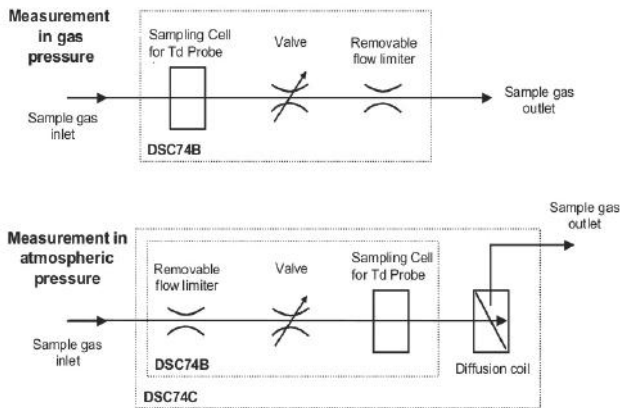 Measurement
in gas
pressure
Sampling Cell
for Td Probe
Valve
Removable
flow limiter
Sample gas
inlet
Sample gas
outlet
DSC74B
Measurement in
atmospheric
pressure
Sample gas
outlet
Removable
flow limiter
Valve
Sampling Cell
for Td Probe
Sample gas
inlet
DSC74B
Diffusion coil
DSC74C